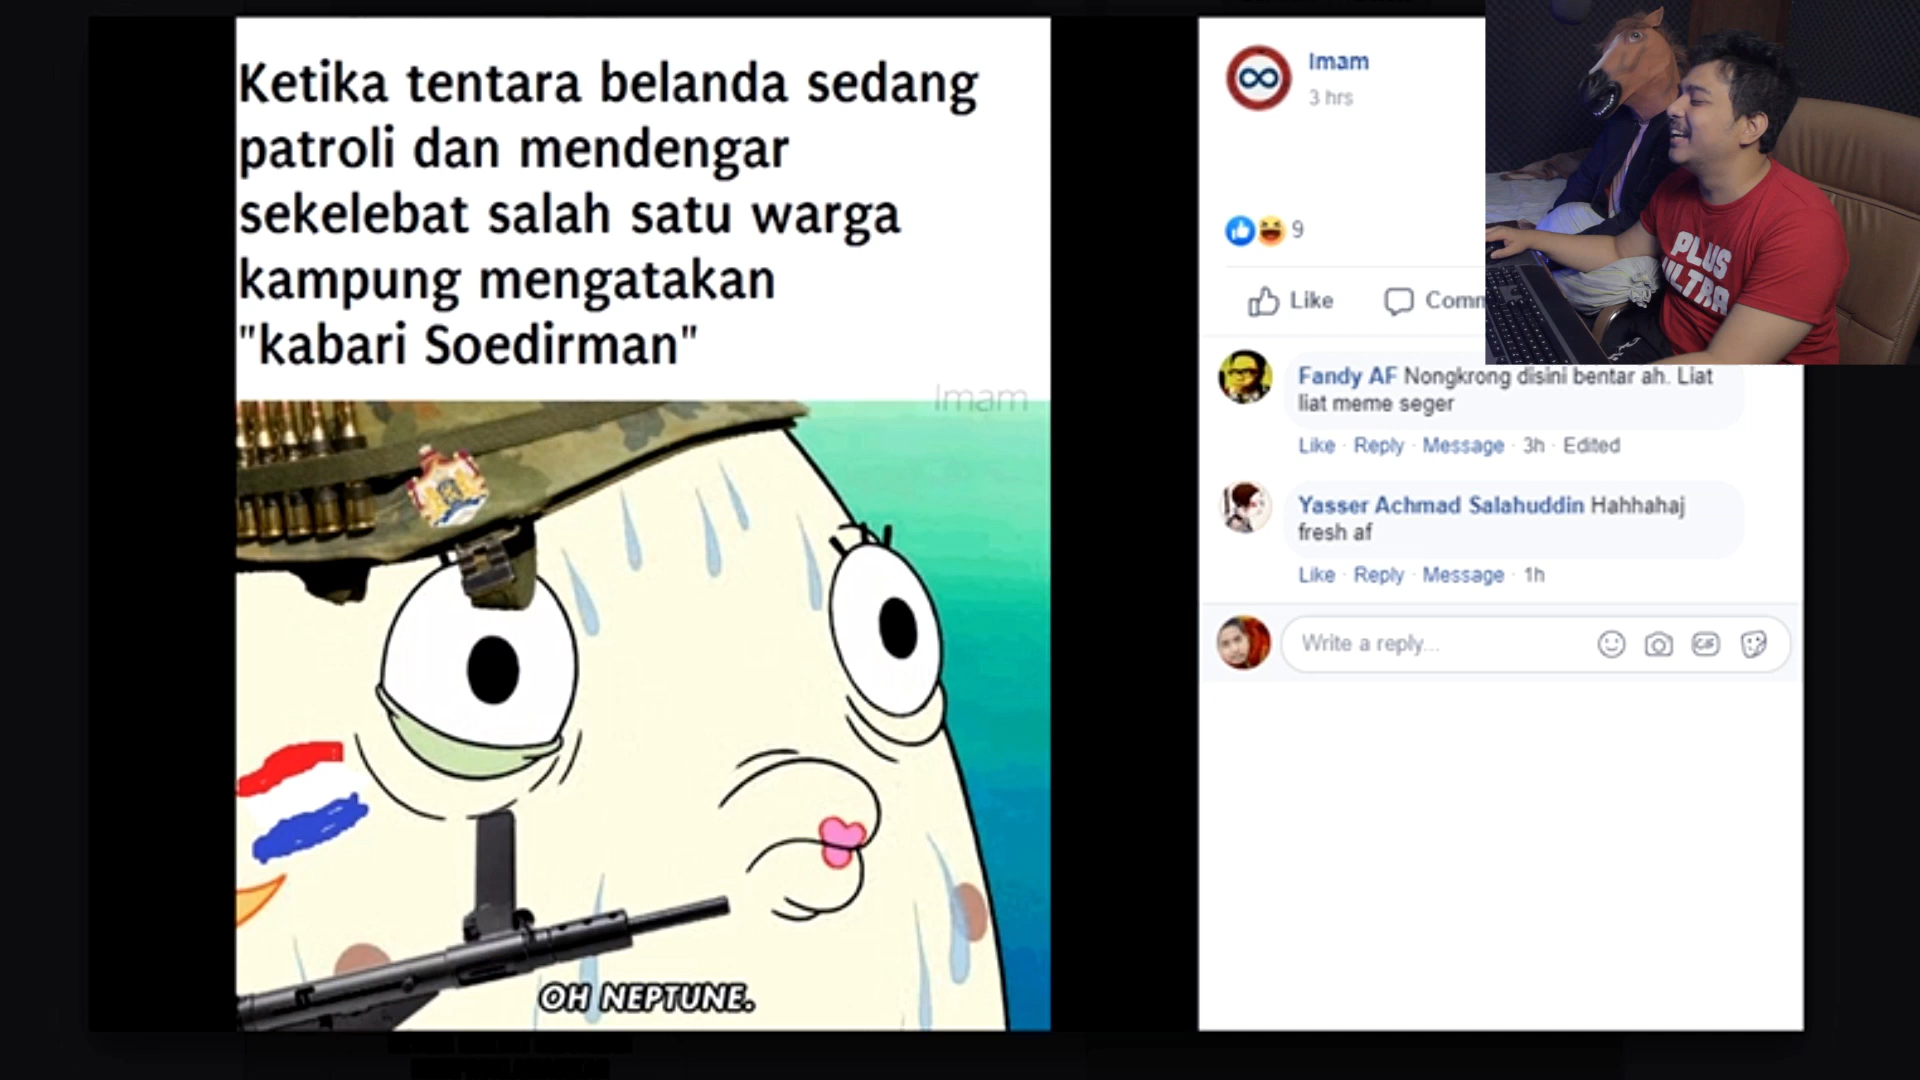 Ketika tentara belanda sedang
patroli dan mendengar
sekelebat salah satu warga
kampung mengatakan
"kabari Soedirman"
Imam
OH NEPTUNE.
Imam
3 hrs
9
Like
Comm
Fandy AF Nongkrong disini bentar ah. Liat
liat meme seger
Like · Reply · Message · 3h · Edited
Yasser Achmad Salahuddin Hahhahaj
fresh af
Like · Reply · Message · 1h
Write a reply...
GIF
PLUS
ULTRA